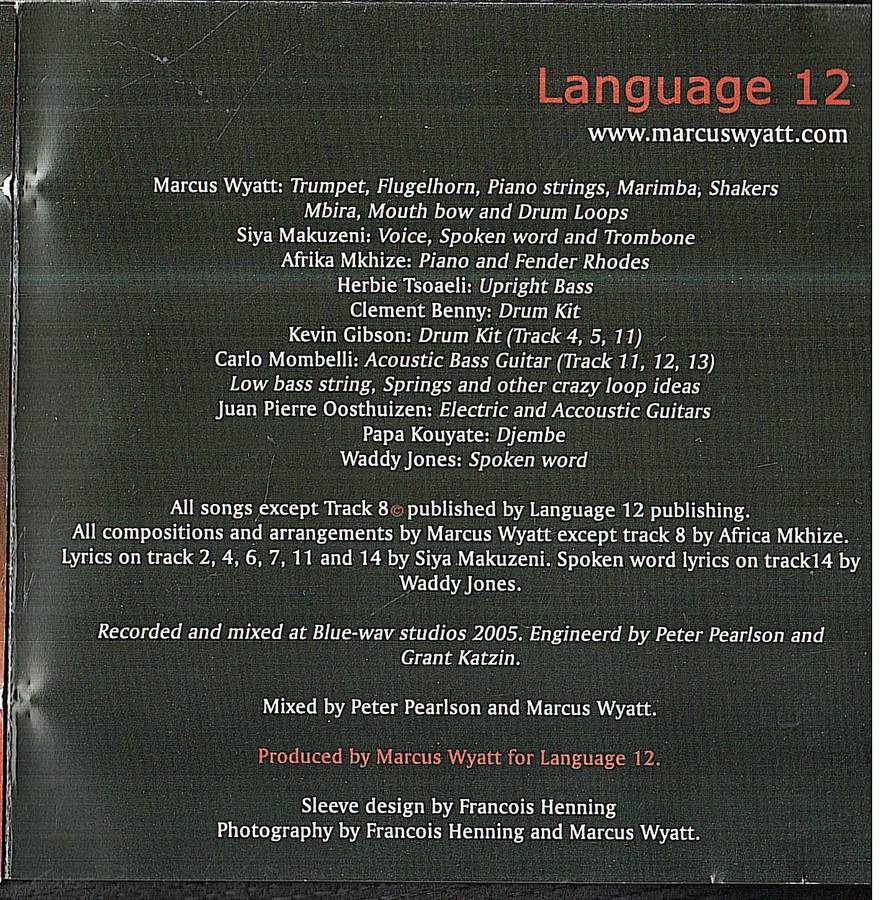 Language 12
www.marcuswyatt.com
Marcus Wyatt: Trumpet, Flugelhorn, Piano strings, Marimba, Shakers
Mbira, Mouth bow and Drum Loops
Siya Makuzeni: Voice, Spoken word and Trombone
Afrika Mkhize: Piano and Fender Rhodes
Herbie Tsoaeli: Upright Bass
Clement Benny: Drum Kit
Kevin Gibson: Drum Kit (Track 4, 5, 11)
Carlo Mombelli: Acoustic Bass Guitar (Track 11, 12, 13)
Low bass string, Springs and other crazy loop ideas
Juan Pierre Oosthuizen: Electric and Accoustic Guitars
Papa Kouyate: Djembe
Waddy Jones: Spoken word
All songs except Track 8© published by Language 12 publishing.
All compositions and arrangements by Marcus Wyatt except track 8 by Africa Mkhize.
Lyrics on track 2, 4, 6, 7, 11 and 14 by Siya Makuzeni. Spoken word lyrics on track14 by
Waddy Jones.
Recorded and mixed at Blue-wav studios 2005. Engineerd by Peter Pearlson and
Grant Katzin.
Mixed by Peter Pearlson and Marcus Wyatt.
Produced by Marcus Wyatt for Language 12.
Sleeve design by Francois Henning
Photography by Francois Henning and Marcus Wyatt.